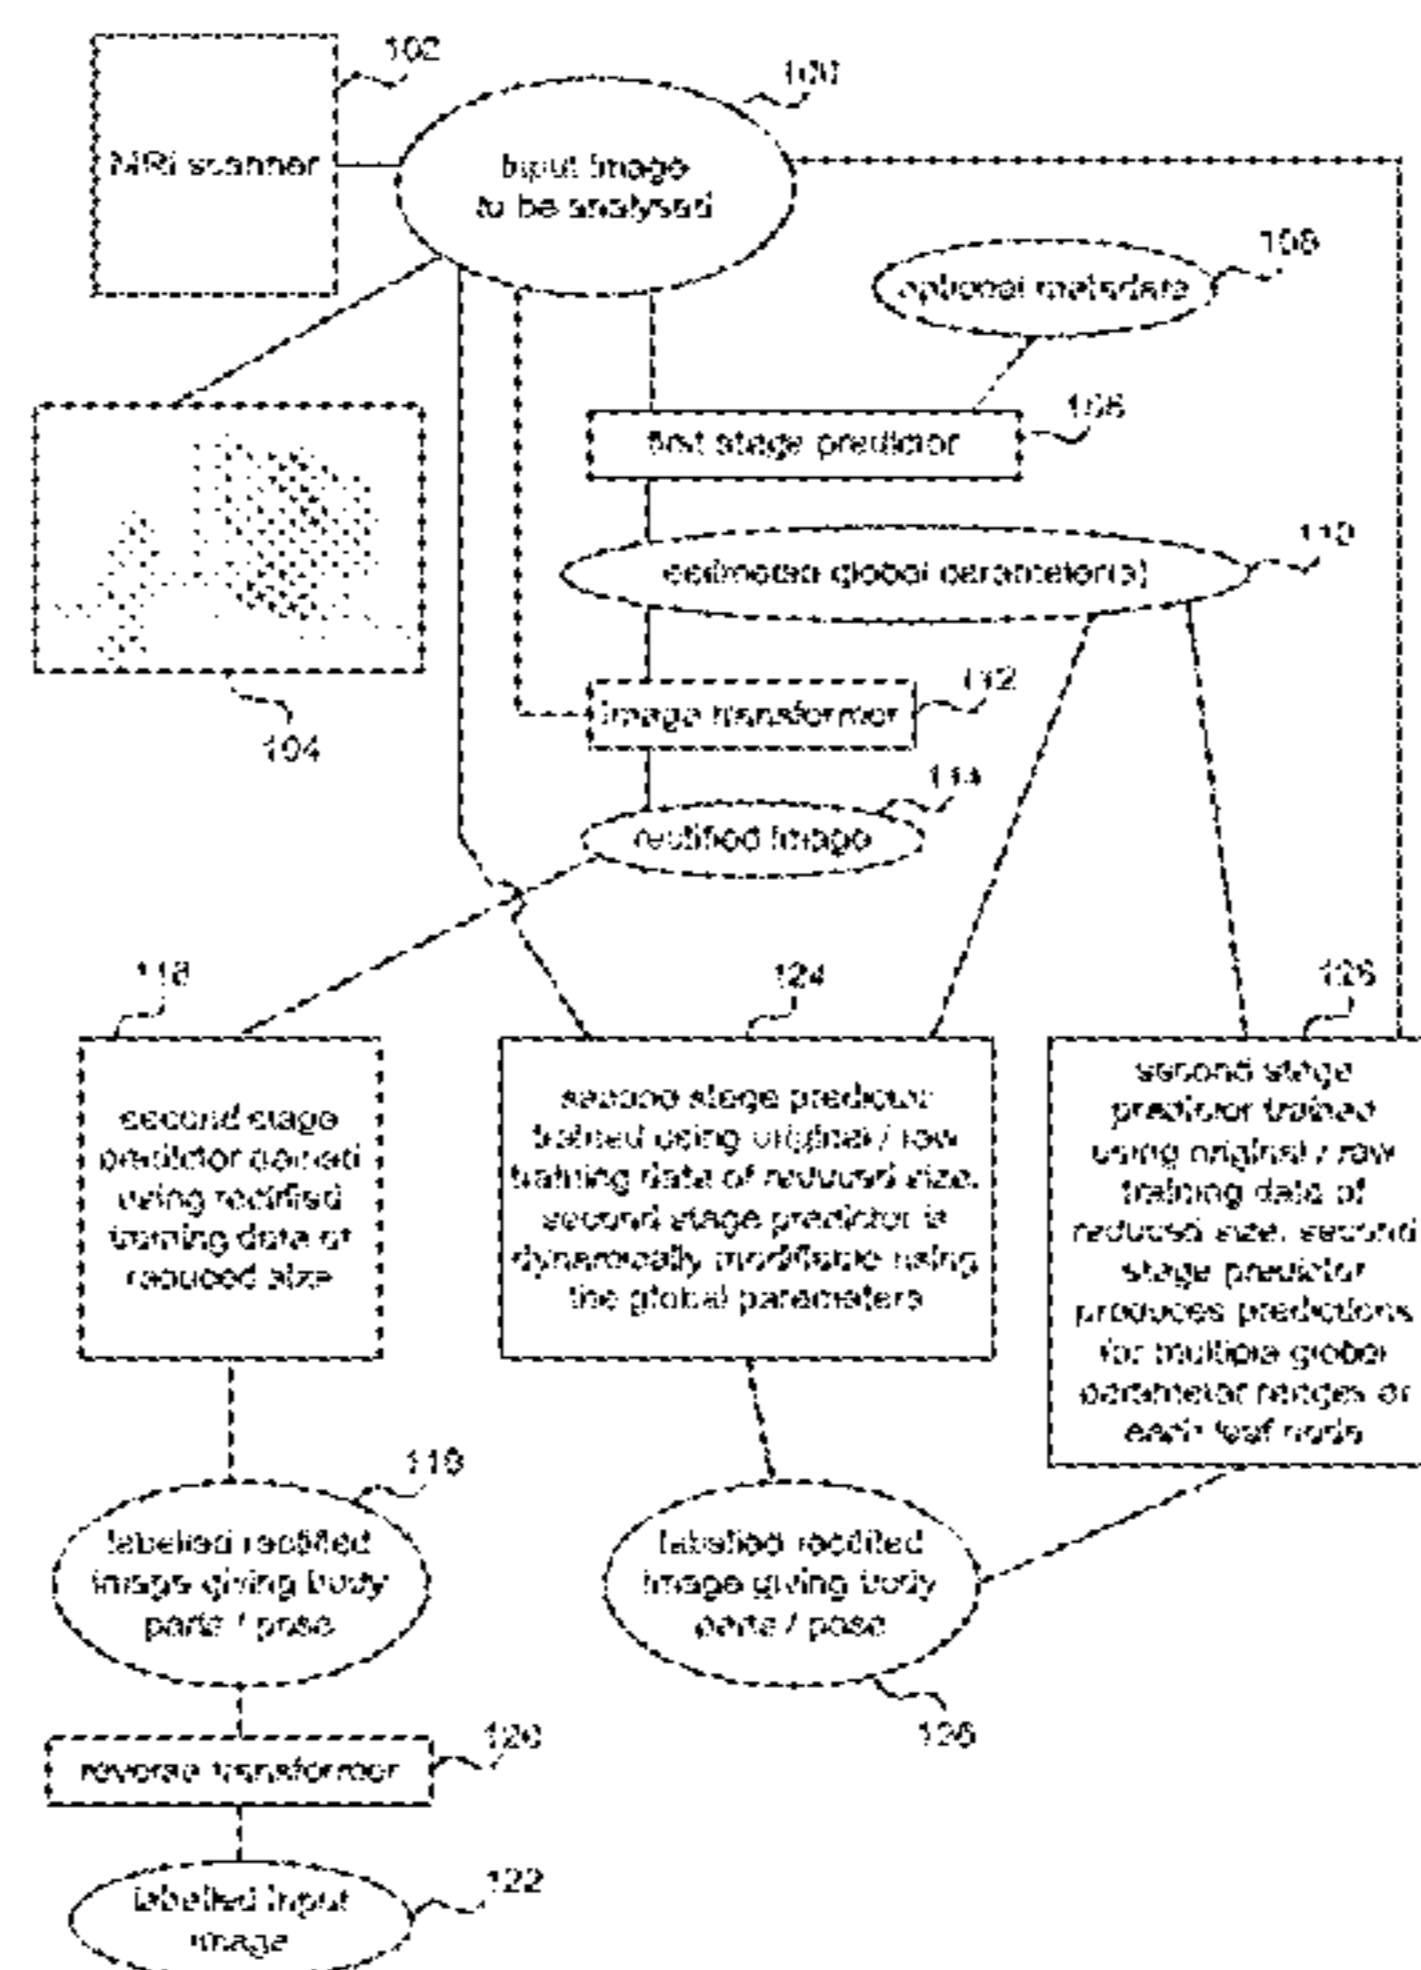 102
100
MRI scanner
Input image
to be analysed
108
optional metadata
106
first stage predictor
110
estimated global parameter(s)
112
image transformer
104
114
rectified image
116
124
second stage
predictor trained
using rectified
training data of
reduced size
second stage predictor
trained using original / raw
training data of reduced size.
second stage predictor is
dynamically modifiable using
the global parameters
second stage
predictor trained
using original / raw
training data of
reduced size. second
stage predictor
produces predictions
for multiple global
parameter ranges at
each leaf node
118
labelled rectified
image giving body
parts / pose
labelled rectified
image giving body
parts / pose
126
120
reverse transformer
122
labelled input
image